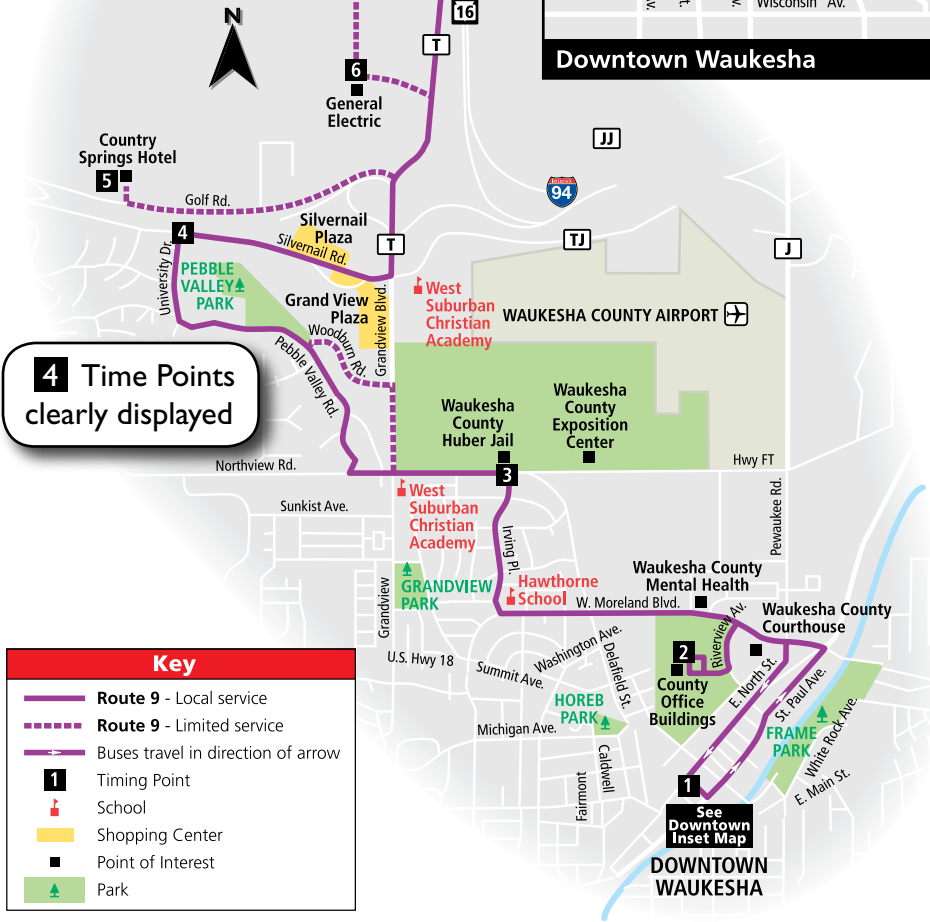 Wisconsin Av.
Downtown Waukesha
N
16
T
6
General
Electric
JJ
Country
Springs Hotel
5
INTERSTATE
94
Golf Rd.
4
Silvernail
Plaza
Silvernail Rd.
T
TJ
J
University Dr.
PEBBLE
VALLEY
PARK
Grand View
Plaza
Grandview Blvd.
West
Suburban
Christian
Academy
WAUKESHA COUNTY AIRPORT
Woodburn Rd.
Pebble Valley Rd.
4 Time Points
clearly displayed
Waukesha
County
Huber Jail
Waukesha
County
Exposition
Center
Northview Rd.
Hwy FT
3
Sunkist Ave.
West
Suburban
Christian
Academy
Irving Pl.
Pewaukee Rd.
GRANDVIEW
PARK
Grandview
Hawthorne
School
Waukesha County
Mental Health
W. Moreland Blvd.
Waukesha County
Courthouse
Riverview Av.
U.S. Hwy 18
Summit Ave.
Washington Ave.
Delafield St.
2
County
Office
Buildings
E. North St.
St. Paul Ave.
HOREB
PARK
Michigan Ave.
FRAME
PARK
White Rock Ave.
Caldwell
Fairmont
E. Main St.
1
See
Downtown
Inset Map
DOWNTOWN
WAUKESHA
Key
Route 9 - Local service
Route 9 - Limited service
Buses travel in direction of arrow
1 Timing Point
School
Shopping Center
Point of Interest
Park